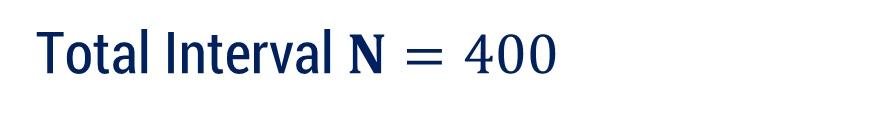 Total Interval N = 400